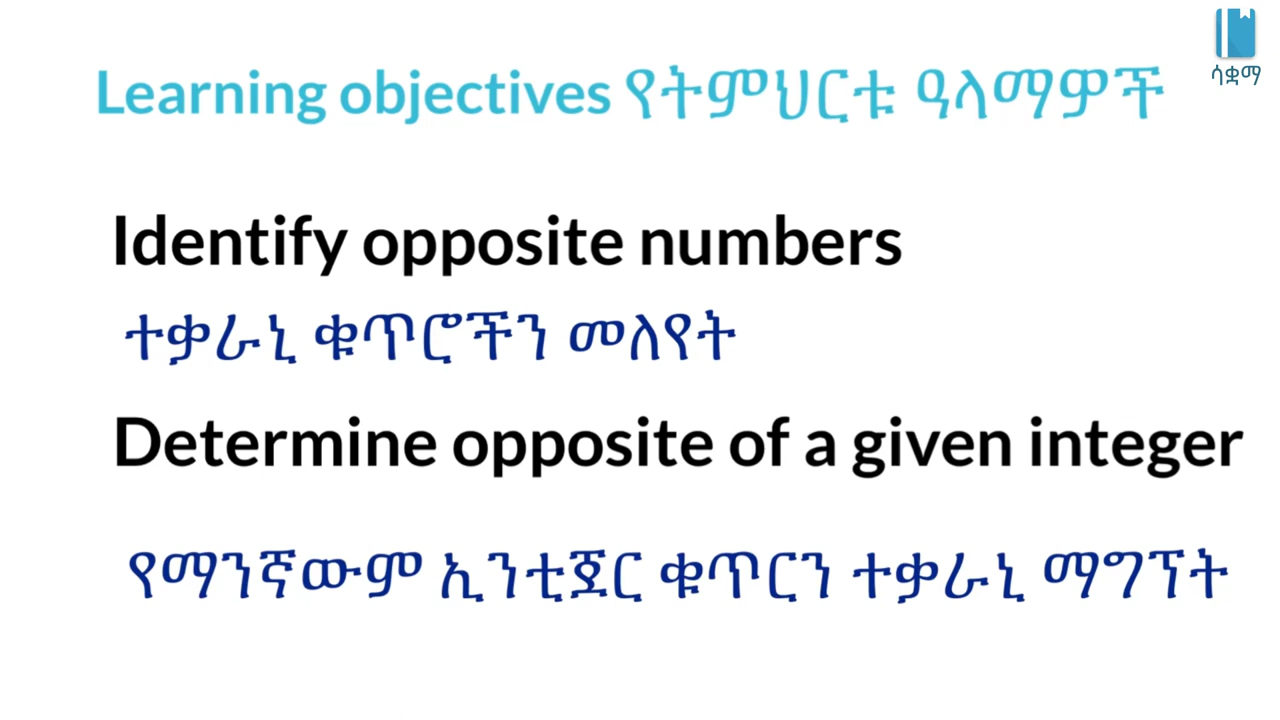 ሳቋማ
Learning objectives የትምህርቱ ዓላማዎች
Identify opposite numbers
ተቃራኒ ቁጥሮችን መለየት
Determine opposite of a given integer
የማንኛውም ኢንቲጀር ቁጥርን ተቃራኒ ማግኘት